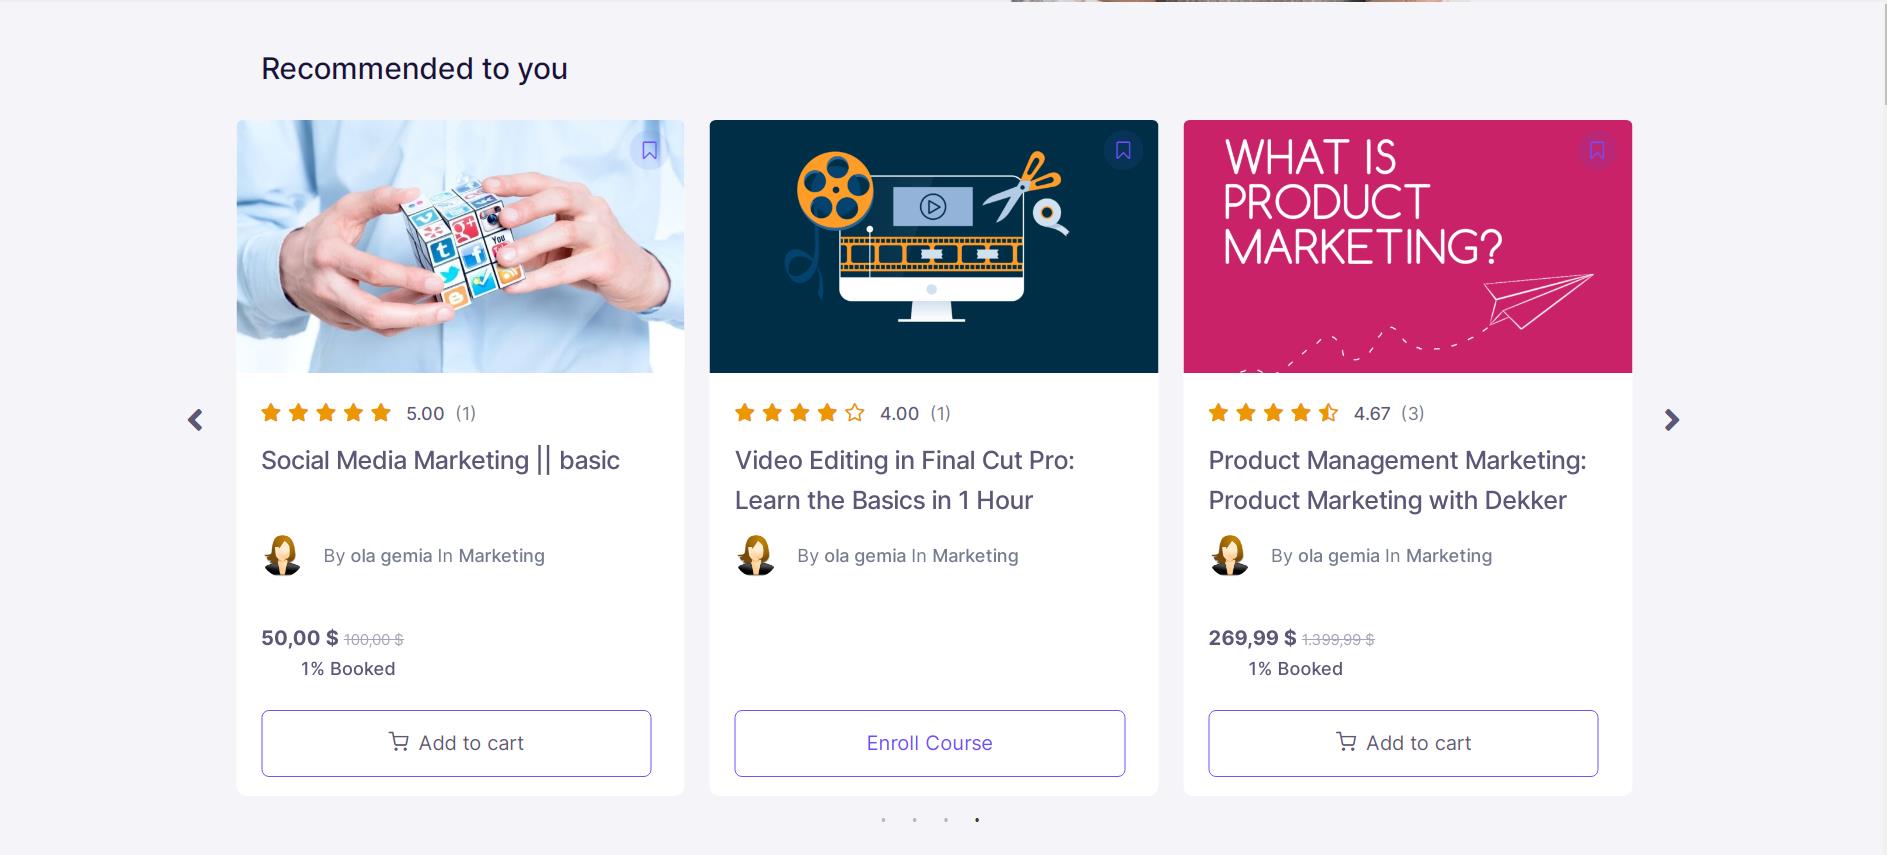 Recommended to you
You
WHAT IS
PRODUCT
MARKETING?
5.00 (1)
Social Media Marketing || basic
By ola gemia In Marketing
50,00 $ 100,00 $
1% Booked
Add to cart
4.00 (1)
Video Editing in Final Cut Pro:
Learn the Basics in 1 Hour
By ola gemia In Marketing
Enroll Course
4.67 (3)
Product Management Marketing:
Product Marketing with Dekker
By ola gemia In Marketing
269,99 $ 1.399,99 $
1% Booked
Add to cart